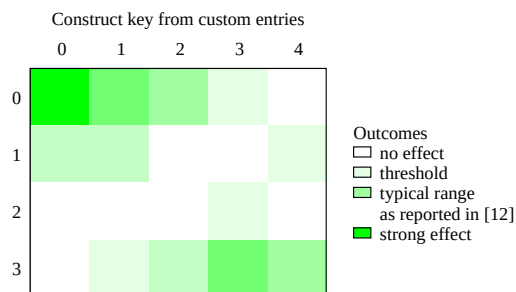 Construct key from custom entries
0 1 2 3 4
0
1
2
3
Outcomes
no effect
threshold
typical range
as reported in [12]
strong effect